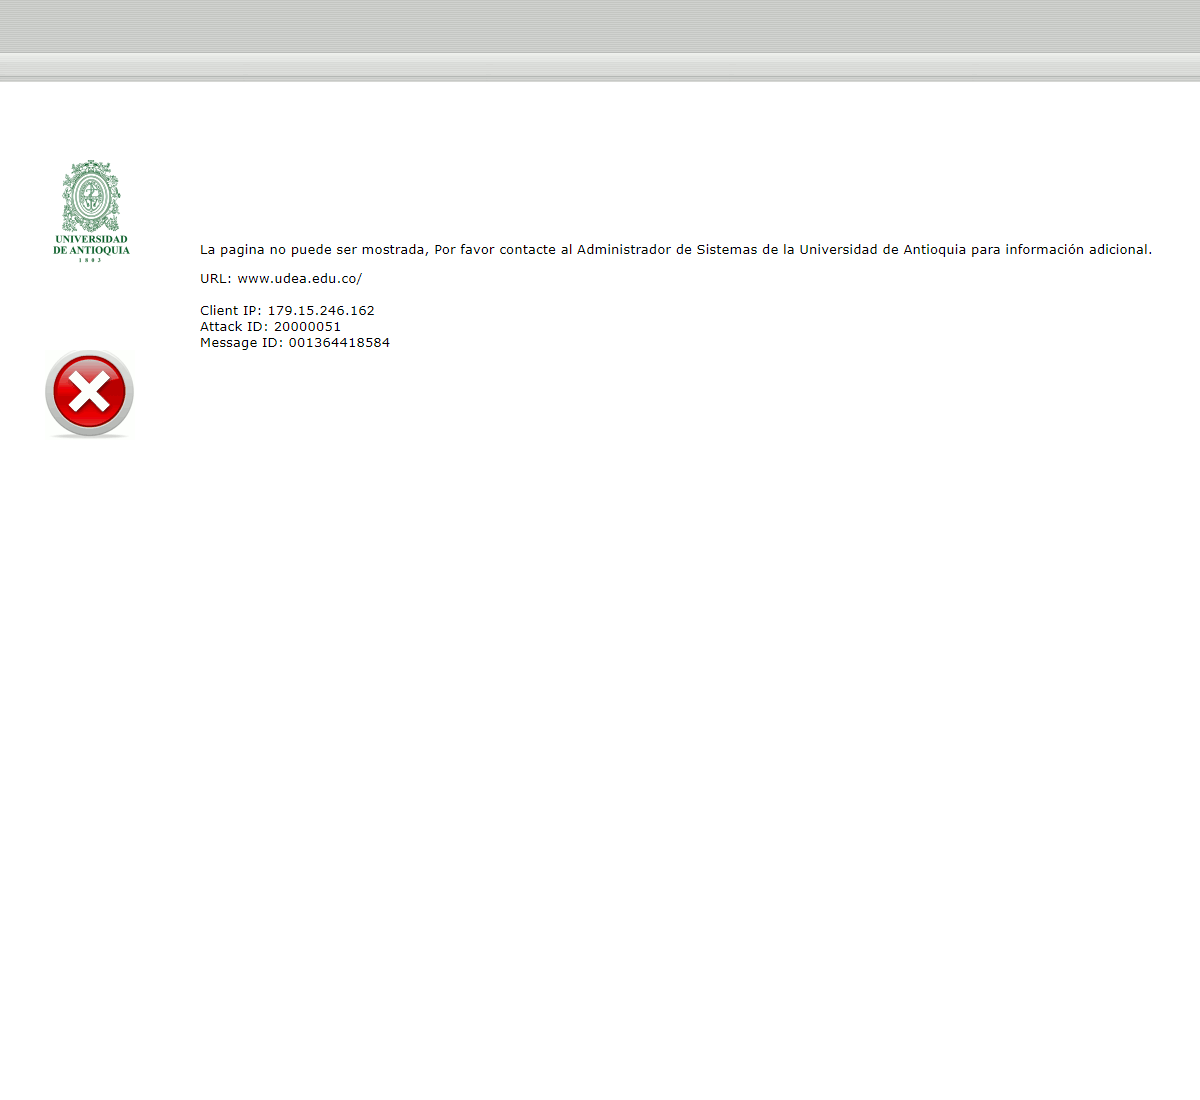 UNIVERSIDAD
DE ANTIOQUIA
1803
La pagina no puede ser mostrada, Por favor contacte al Administrador de Sistemas de la Universidad de Antioquia para información adicional.
URL: www.udea.edu.co/
Client IP: 179.15.246.162
Attack ID: 20000051
Message ID: 001364418584